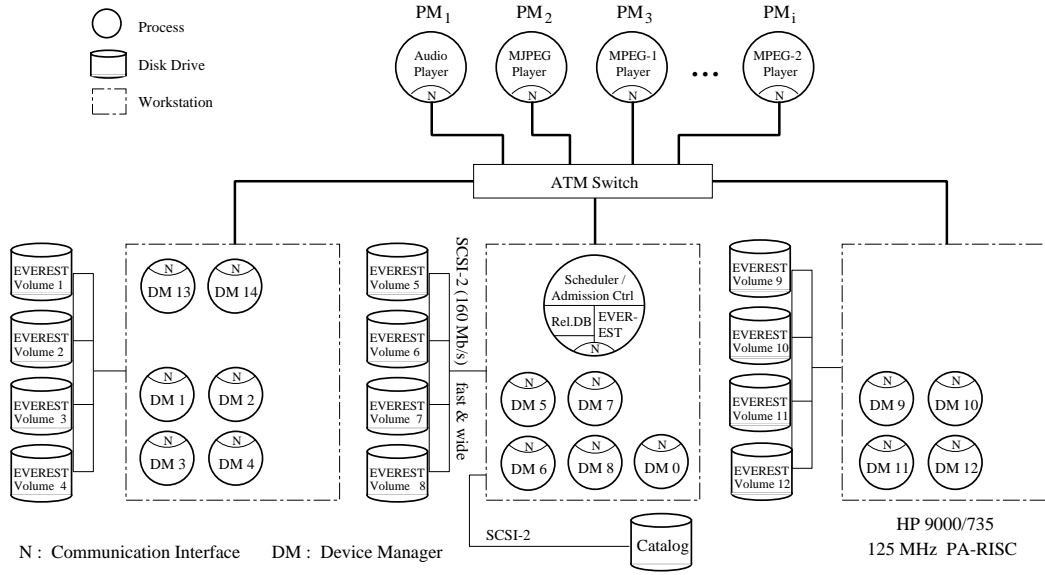 Process
Disk Drive
Workstation
PM1
PM2
PM3
PMi
Audio
Player
N
MJPEG
Player
N
MPEG-1
Player
N
...
MPEG-2
Player
N
ATM Switch
EVEREST
Volume 1
EVEREST
Volume 2
EVEREST
Volume 3
EVEREST
Volume 4
N
DM 13
N
DM 14
N
DM 1
N
DM 2
N
DM 3
N
DM 4
EVEREST
Volume 5
EVEREST
Volume 6
EVEREST
Volume 7
EVEREST
Volume 8
SCSI-2 (160 Mb/s) fast & wide
Scheduler /
Admission Ctrl
Rel.DB
EVER-
EST
N
N
DM 5
N
DM 7
N
DM 6
N
DM 8
N
DM 0
EVEREST
Volume 9
EVEREST
Volume 10
EVEREST
Volume 11
EVEREST
Volume 12
N
DM 9
N
DM 10
N
DM 11
N
DM 12
SCSI-2
Catalog
HP 9000/735
125 MHz PA-RISC
N : Communication Interface DM : Device Manager